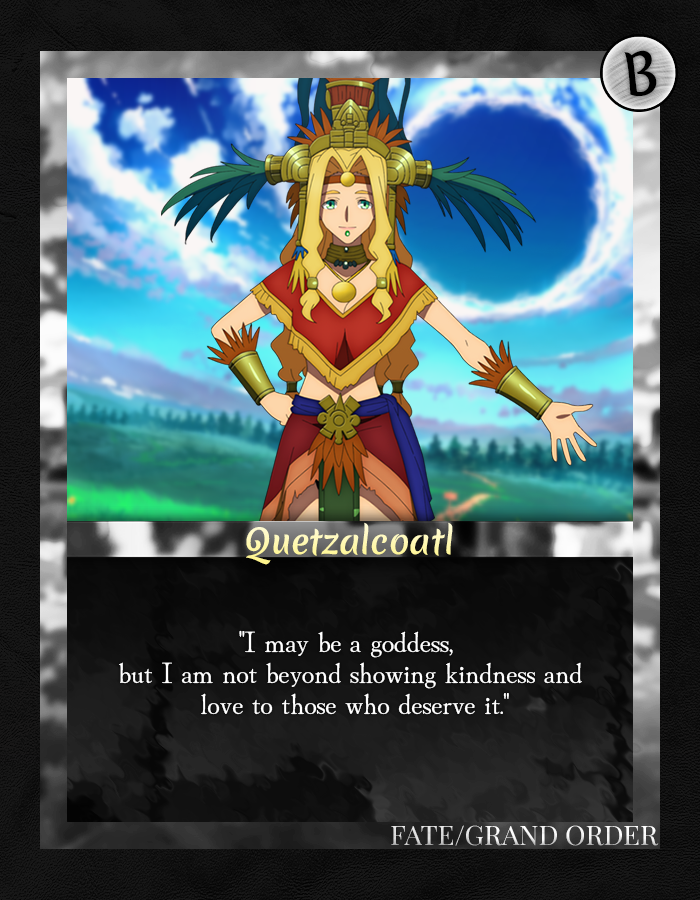 B
Quetzalcoatl
"I may be a goddess,
but I am not beyond showing kindness and
love to those who deserve it."
FATE/GRAND ORDER